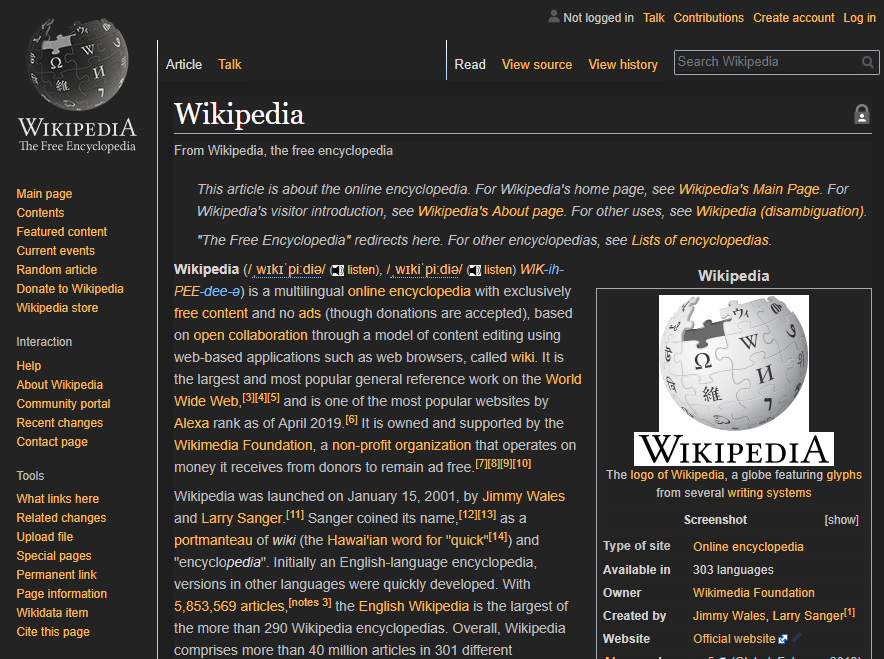 Not logged in Talk Contributions Create account Log in
Article Talk Read View source View history Search Wikipedia
WIKIPEDIA
The Free Encyclopedia
Main page
Contents
Featured content
Current events
Random article
Donate to Wikipedia
Wikipedia store
Interaction
Help
About Wikipedia
Community portal
Recent changes
Contact page
Tools
What links here
Related changes
Upload file
Special pages
Permanent link
Page information
Wikidata item
Cite this page
Wikipedia
From Wikipedia, the free encyclopedia
This article is about the online encyclopedia. For Wikipedia's home page, see Wikipedia's Main Page. For
Wikipedia's visitor introduction, see Wikipedia's About page. For other uses, see Wikipedia (disambiguation).
"The Free Encyclopedia" redirects here. For other encyclopedias, see Lists of encyclopedias.
Wikipedia (/ˌwɪkɪˈpiːdiə/ (listen), /ˌwɪkiˈpiːdiə/ (listen) WIK-ih-
PEE-dee-ə) is a multilingual online encyclopedia with exclusively
free content and no ads (though donations are accepted), based
on open collaboration through a model of content editing using
web-based applications such as web browsers, called wiki. It is
the largest and most popular general reference work on the World
Wide Web,[3][4][5] and is one of the most popular websites by
Alexa rank as of April 2019.[6] It is owned and supported by the
Wikimedia Foundation, a non-profit organization that operates on
money it receives from donors to remain ad free.[7][8][9][10]
Wikipedia was launched on January 15, 2001, by Jimmy Wales
and Larry Sanger.[11] Sanger coined its name,[12][13] as a
portmanteau of wiki (the Hawai'ian word for "quick"[14]) and
"encyclopedia". Initially an English-language encyclopedia,
versions in other languages were quickly developed. With
5,853,569 articles,[notes 3] the English Wikipedia is the largest of
the more than 290 Wikipedia encyclopedias. Overall, Wikipedia
comprises more than 40 million articles in 301 different
Wikipedia
WIKIPEDIA
The logo of Wikipedia, a globe featuring glyphs
from several writing systems
Screenshot [show]
Type of site Online encyclopedia
Available in 303 languages
Owner Wikimedia Foundation
Created by Jimmy Wales, Larry Sanger[1]
Website Official website